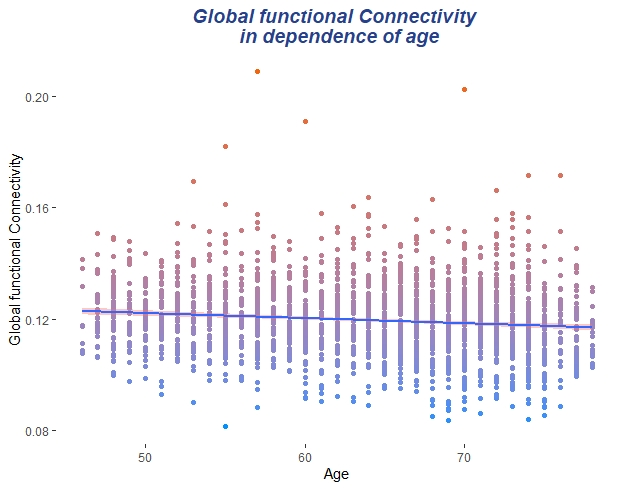 Global functional Connectivity
in dependence of age
Global functional Connectivity
0.20
0.16
0.12
0.08
50
60
70
Age